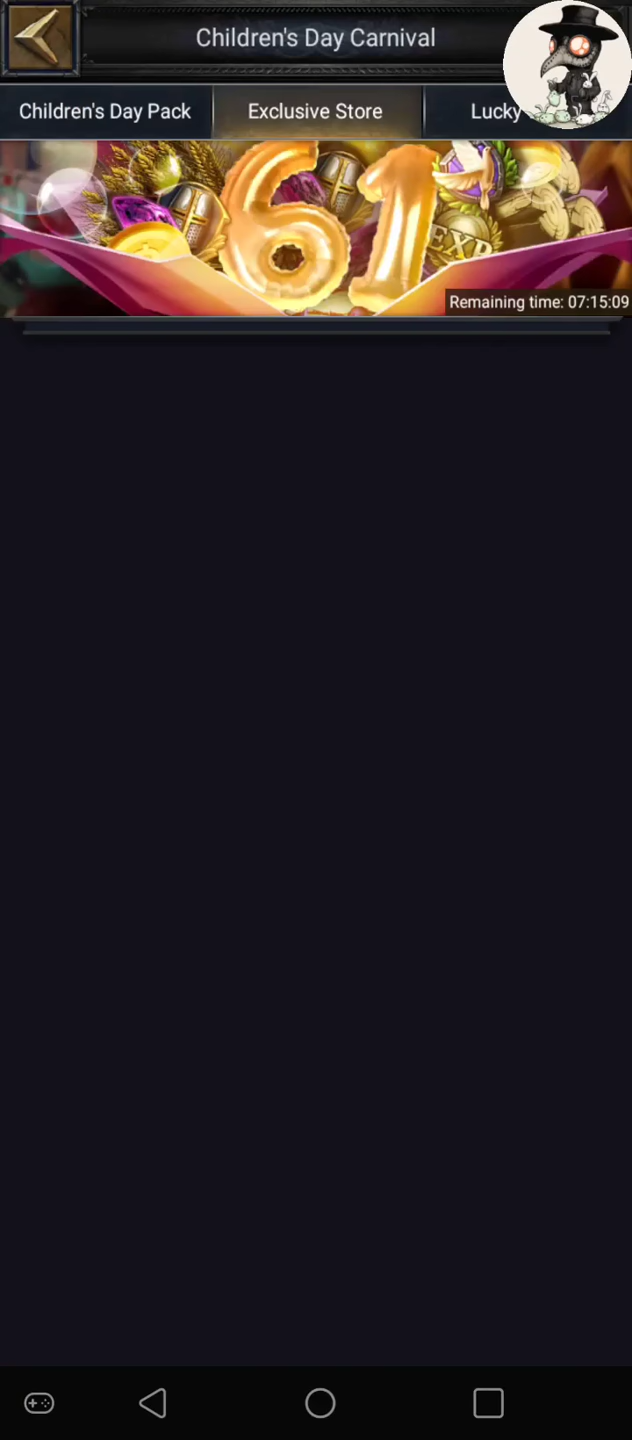 Children's Day Carnival
Children's Day Pack
Exclusive Store
Lucky
61
EXP
Remaining time: 07:15:09